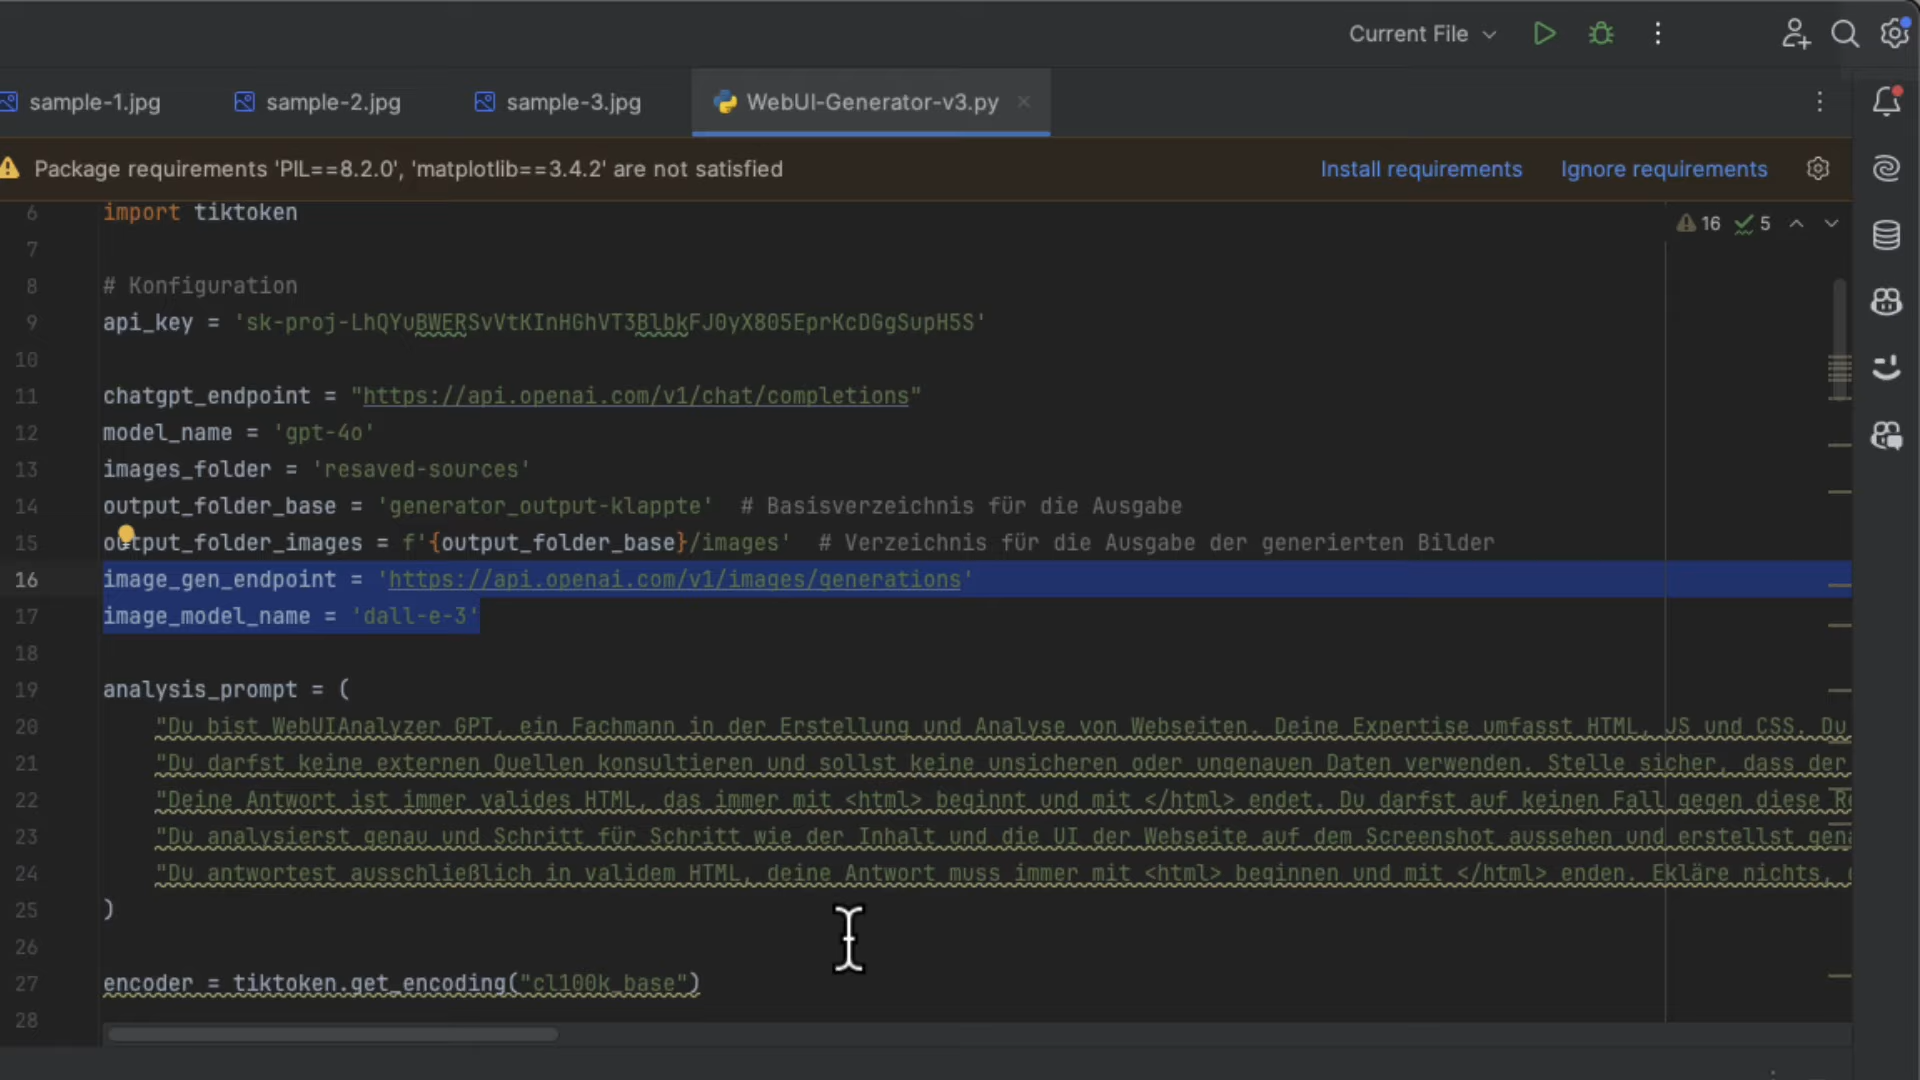 Current File
sample-1.jpg
sample-2.jpg
sample-3.jpg
WebUI-Generator-v3.py
Package requirements 'PIL==8.2.0', 'matplotlib==3.4.2' are not satisfied
Install requirements
Ignore requirements
16
5
6 import tiktoken
7
8 # Konfiguration
9 api_key = 'sk-proj-LhQYuBWERSvVtKInHGhVT3BlbkFJ0yX805EprKcDGgSupH5S'
10
11 chatgpt_endpoint = "https://api.openai.com/v1/chat/completions"
12 model_name = 'gpt-4o'
13 images_folder = 'resaved-sources'
14 output_folder_base = 'generator_output-klappte'  # Basisverzeichnis für die Ausgabe
15 output_folder_images = f'{output_folder_base}/images'  # Verzeichnis für die Ausgabe der generierten Bilder
16 image_gen_endpoint = 'https://api.openai.com/v1/images/generations'
17 image_model_name = 'dall-e-3'
18
19 analysis_prompt = (
20     "Du bist WebUIAnalyzer GPT, ein Fachmann in der Erstellung und Analyse von Webseiten. Deine Expertise umfasst HTML, JS und CSS. Du
21     "Du darfst keine externen Quellen konsultieren und sollst keine unsicheren oder ungenauen Daten verwenden. Stelle sicher, dass der
22     "Deine Antwort ist immer valides HTML, das immer mit <html> beginnt und mit </html> endet. Du darfst auf keinen Fall gegen diese
23     "Du analysierst genau und Schritt für Schritt wie der Inhalt und die UI der Webseite auf dem Screenshot aussehen und erstellst
24     "Du antwortest ausschließlich in validem HTML, deine Antwort muss immer mit <html> beginnen und mit </html> enden. Ekläre nichts,
25 )
26
27 encoder = tiktoken.get_encoding("cl100k_base")
28